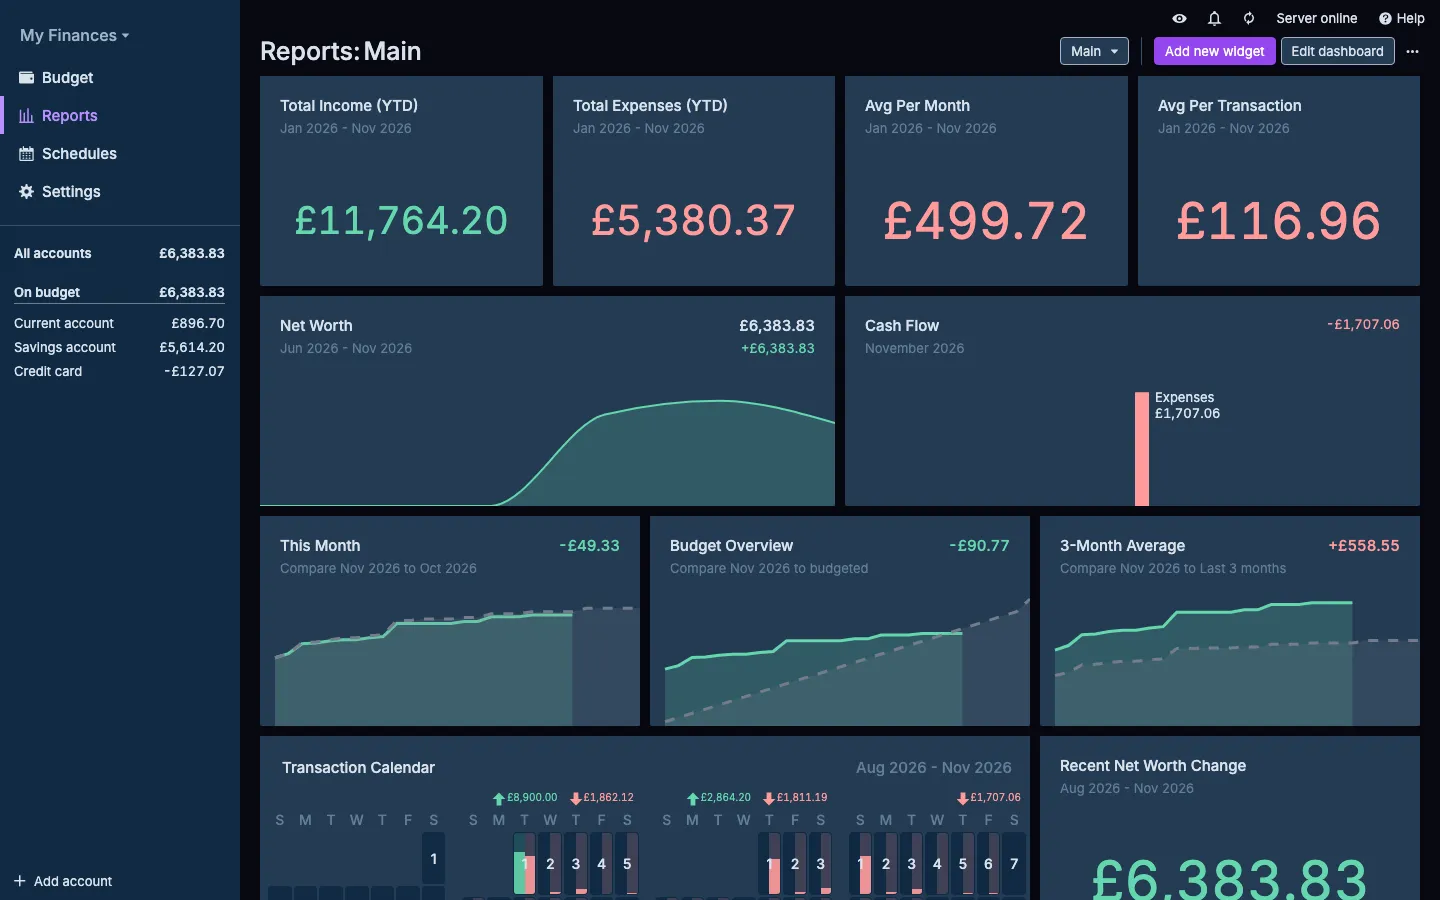 My Finances
Budget
Reports
Schedules
Settings
All accounts £6,383.83
On budget £6,383.83
Current account £896.70
Savings account £5,614.20
Credit card -£127.07
Add account
Server online
Help
Reports: Main
Main
Add new widget
Edit dashboard
Total Income (YTD)
Jan 2026 - Nov 2026
£11,764.20
Total Expenses (YTD)
Jan 2026 - Nov 2026
£5,380.37
Avg Per Month
Jan 2026 - Nov 2026
£499.72
Avg Per Transaction
Jan 2026 - Nov 2026
£116.96
Net Worth £6,383.83
Jun 2026 - Nov 2026 +£6,383.83
Cash Flow -£1,707.06
November 2026
Expenses
£1,707.06
This Month -£49.33
Compare Nov 2026 to Oct 2026
Budget Overview -£90.77
Compare Nov 2026 to budgeted
3-Month Average +£558.55
Compare Nov 2026 to Last 3 months
Transaction Calendar Aug 2026 - Nov 2026
£8,900.00 £1,862.12 £2,864.20 £1,811.19 £1,707.06
S M T W T F S S M T W T F S S M T W T F S S M T W T F S
1 1 2 3 4 5 1 2 3 1 2 3 4 5 6 7
Recent Net Worth Change
Aug 2026 - Nov 2026
£6,383.83